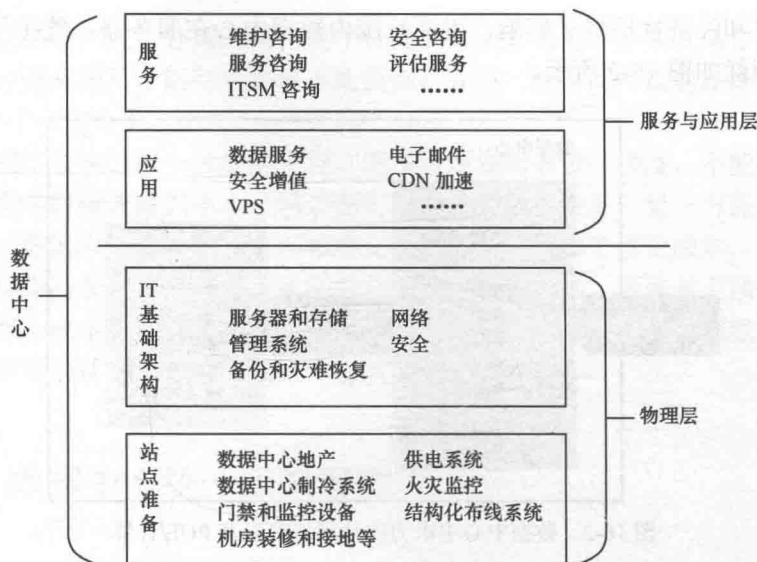 数据中心
服务
维护咨询 安全咨询
服务咨询 评估服务
ITSM 咨询 ……
应用
数据服务 电子邮件
安全增值 CDN 加速
VPS ……
服务与应用层
IT基础架构
服务器和存储 网络
管理系统 安全
备份和灾难恢复
站点准备
数据中心地产 供电系统
数据中心制冷系统 火灾监控
门禁和监控设备 结构化布线系统
机房装修和接地等
物理层